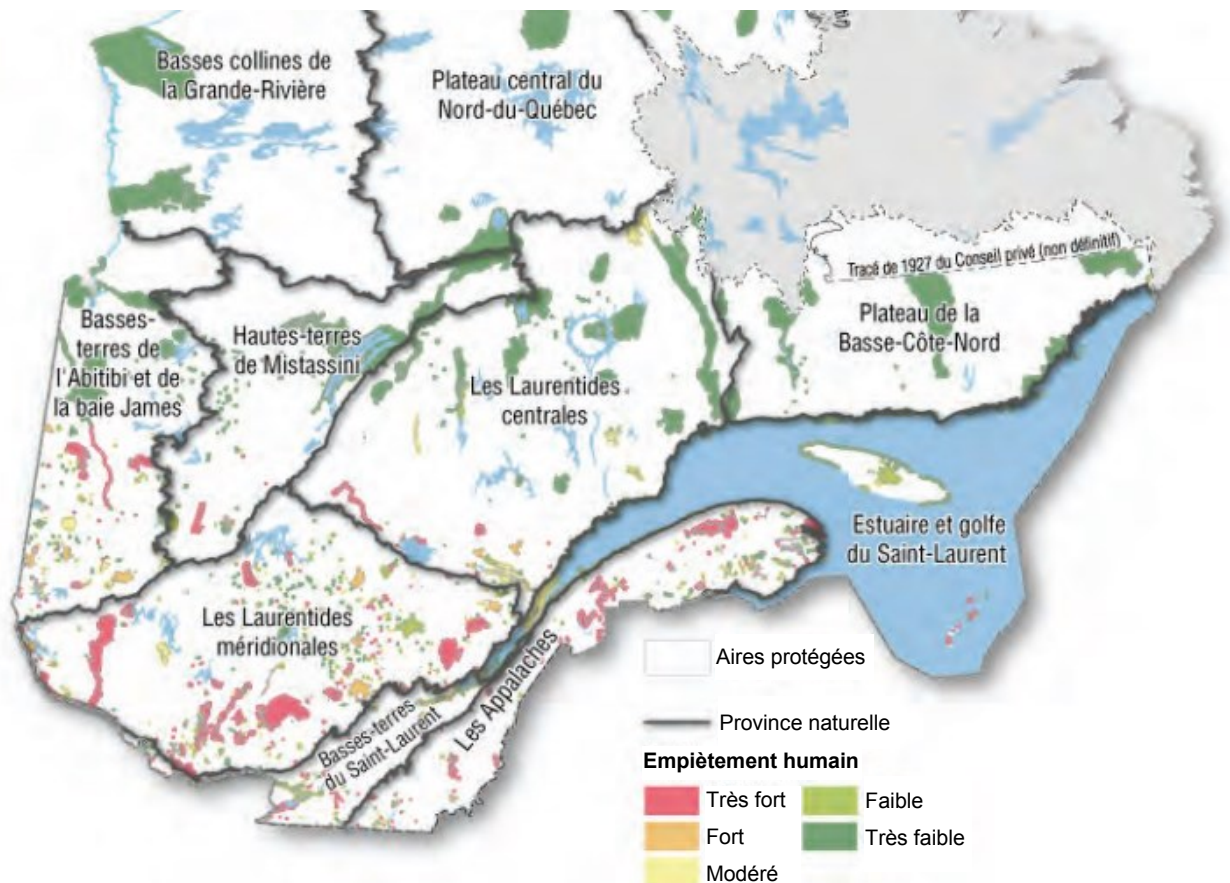 Basses collines de
la Grande-Rivière
Plateau central du
Nord-du-Québec
Tracé de 1927 du Conseil privé (non définitif)
Basses-
terres de
l'Abitibi et de
la baie James
Hautes-terres
de Mistassini
Plateau de la
Basse-Côte-Nord
Les Laurentides
centrales
Estuaire et golfe
du Saint-Laurent
Les Laurentides
méridionales
Basses-terres
du Saint-Laurent
Les Appalaches
Aires protégées
Province naturelle
Empiètement humain
Très fort
Faible
Fort
Très faible
Modéré